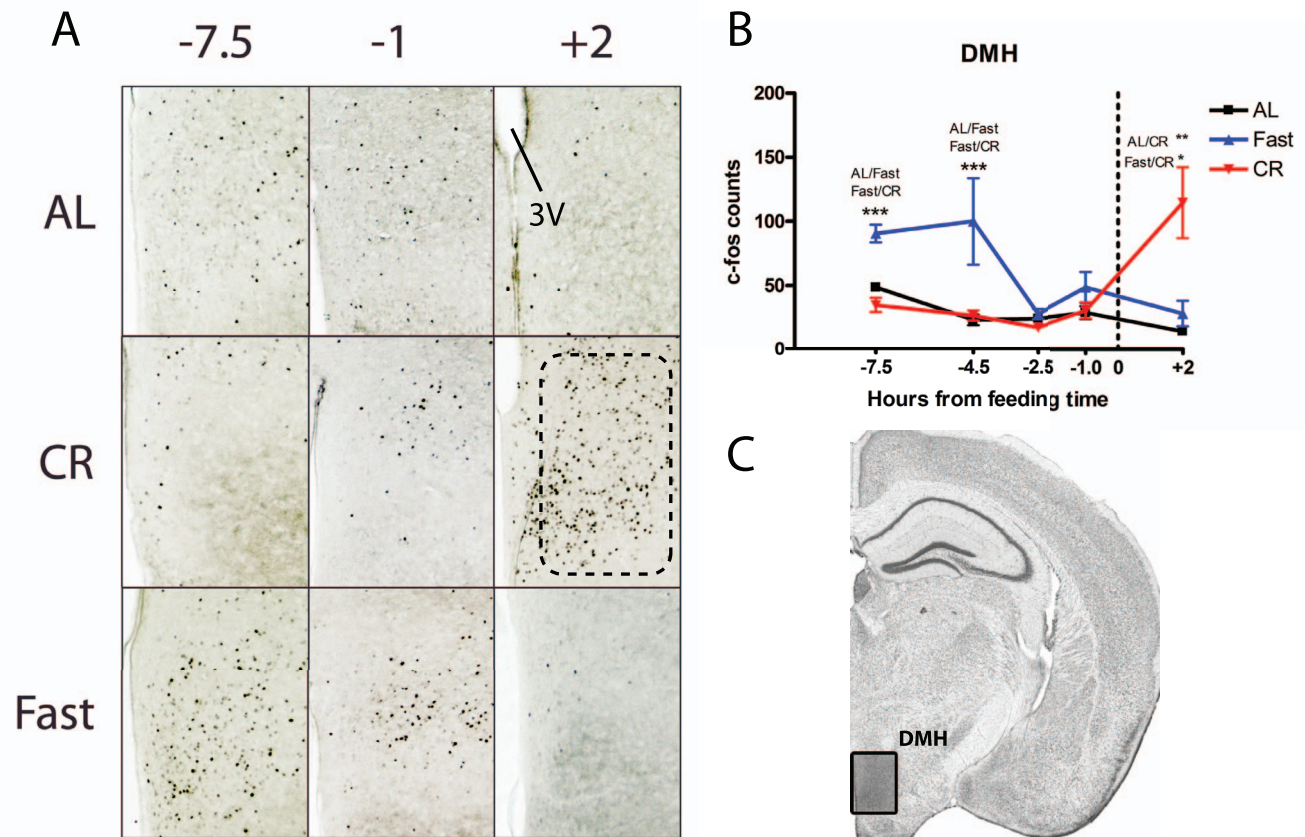 A
-7.5 -1 +2
AL
3V
CR
Fast
B
DMH
200
150
100
50
0
c-fos counts
AL/Fast
Fast/CR
***
AL/Fast
Fast/CR
***
AL/CR **
Fast/CR *
AL
Fast
CR
-7.5 -4.5 -2.5 -1.0 0 +2
Hours from feeding time
C
DMH